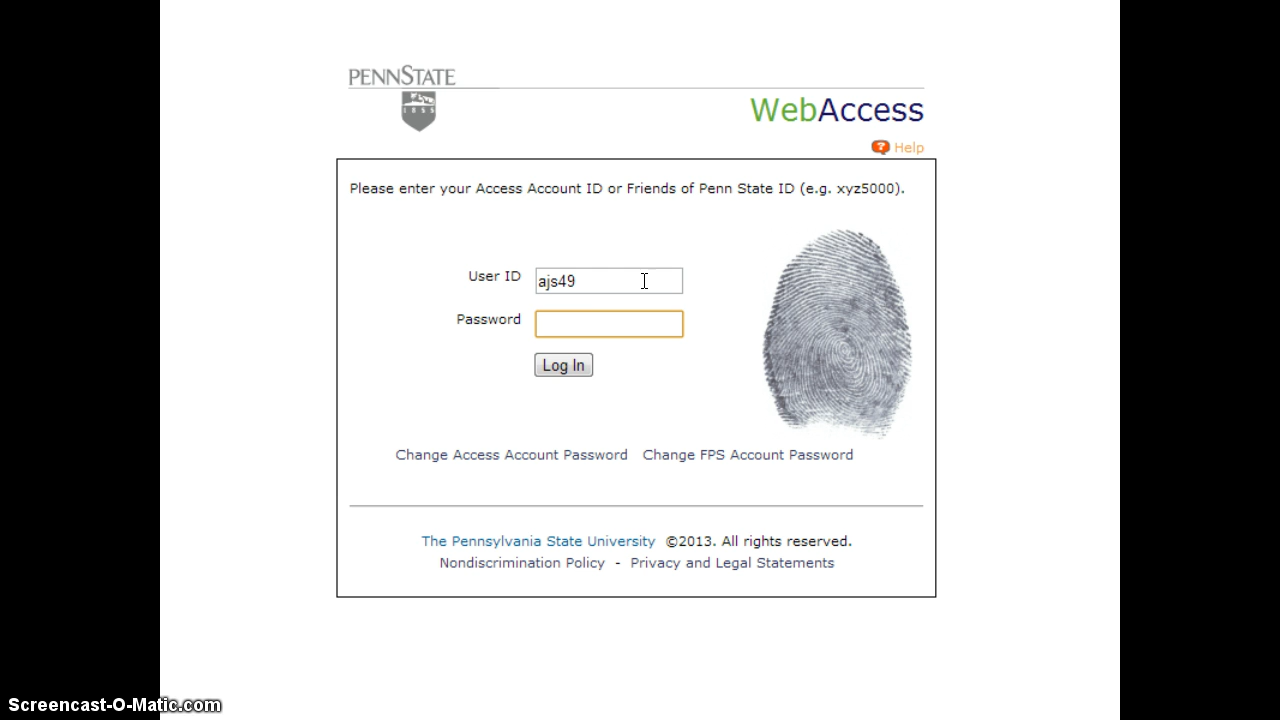 PENNSTATE
1855
WebAccess
? Help
Please enter your Access Account ID or Friends of Penn State ID (e.g. xyz5000).
User ID ajs49
Password
Log In
Change Access Account Password Change FPS Account Password
The Pennsylvania State University ©2013. All rights reserved.
Nondiscrimination Policy - Privacy and Legal Statements
Screencast-O-Matic.com